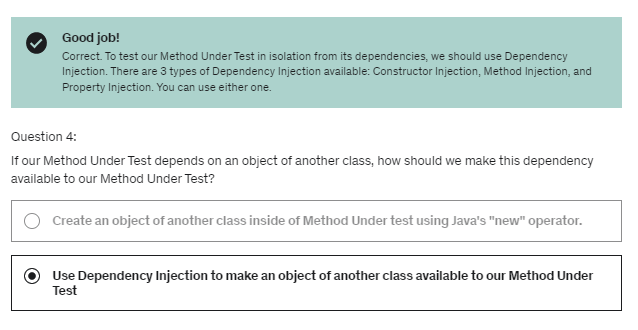 Good job!
Correct. To test our Method Under Test in isolation from its dependencies, we should use Dependency
Injection. There are 3 types of Dependency Injection available: Constructor Injection, Method Injection, and
Property Injection. You can use either one.
Question 4:
If our Method Under Test depends on an object of another class, how should we make this dependency
available to our Method Under Test?
Create an object of another class inside of Method Under test using Java's "new" operator.
Use Dependency Injection to make an object of another class available to our Method Under
Test